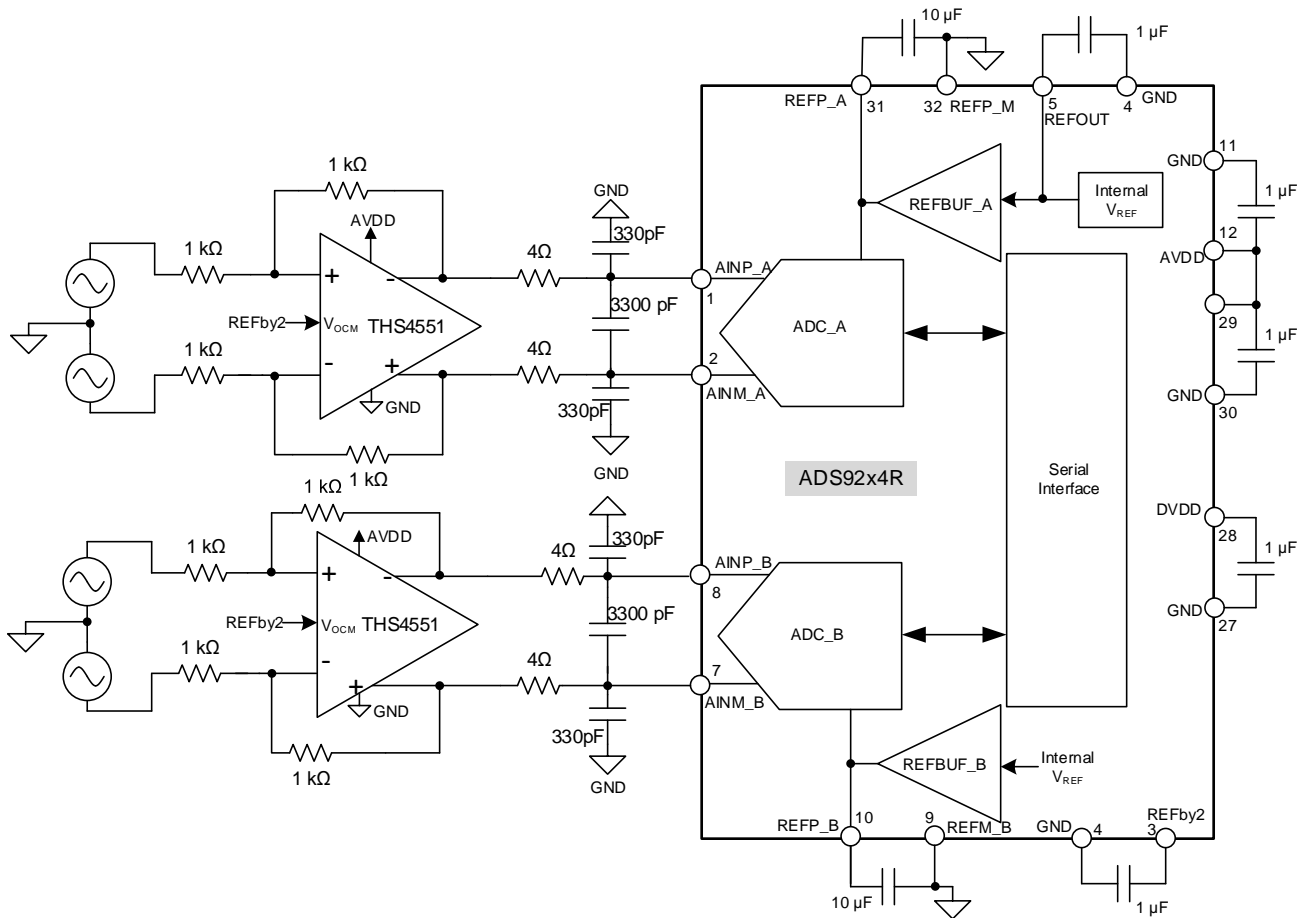 10 µF
1 µF
REFP_A
31
32
REFP_M
5
REFOUT
4
GND
1 kΩ
AVDD
1 kΩ
+
-
REFby2
VOCM
THS4551
1 kΩ
-
+
GND
1 kΩ
4Ω
4Ω
GND
330pF
3300 pF
330pF
GND
AINP_A
1
2
AINM_A
ADC_A
REFBUF_A
Internal
VREF
11
GND
1 µF
12
AVDD
29
1 µF
GND
30
ADS92x4R
Serial
Interface
DVDD
28
1 µF
GND
27
1 kΩ
AVDD
1 kΩ
+
-
REFby2
VOCM
THS4551
1 kΩ
-
+
GND
1 kΩ
4Ω
4Ω
GND
330pF
3300 pF
330pF
GND
AINP_B
8
7
AINM_B
ADC_B
REFBUF_B
Internal
VREF
REFP_B
10
9
REFM_B
GND
4
3
REFby2
10 µF
1 µF